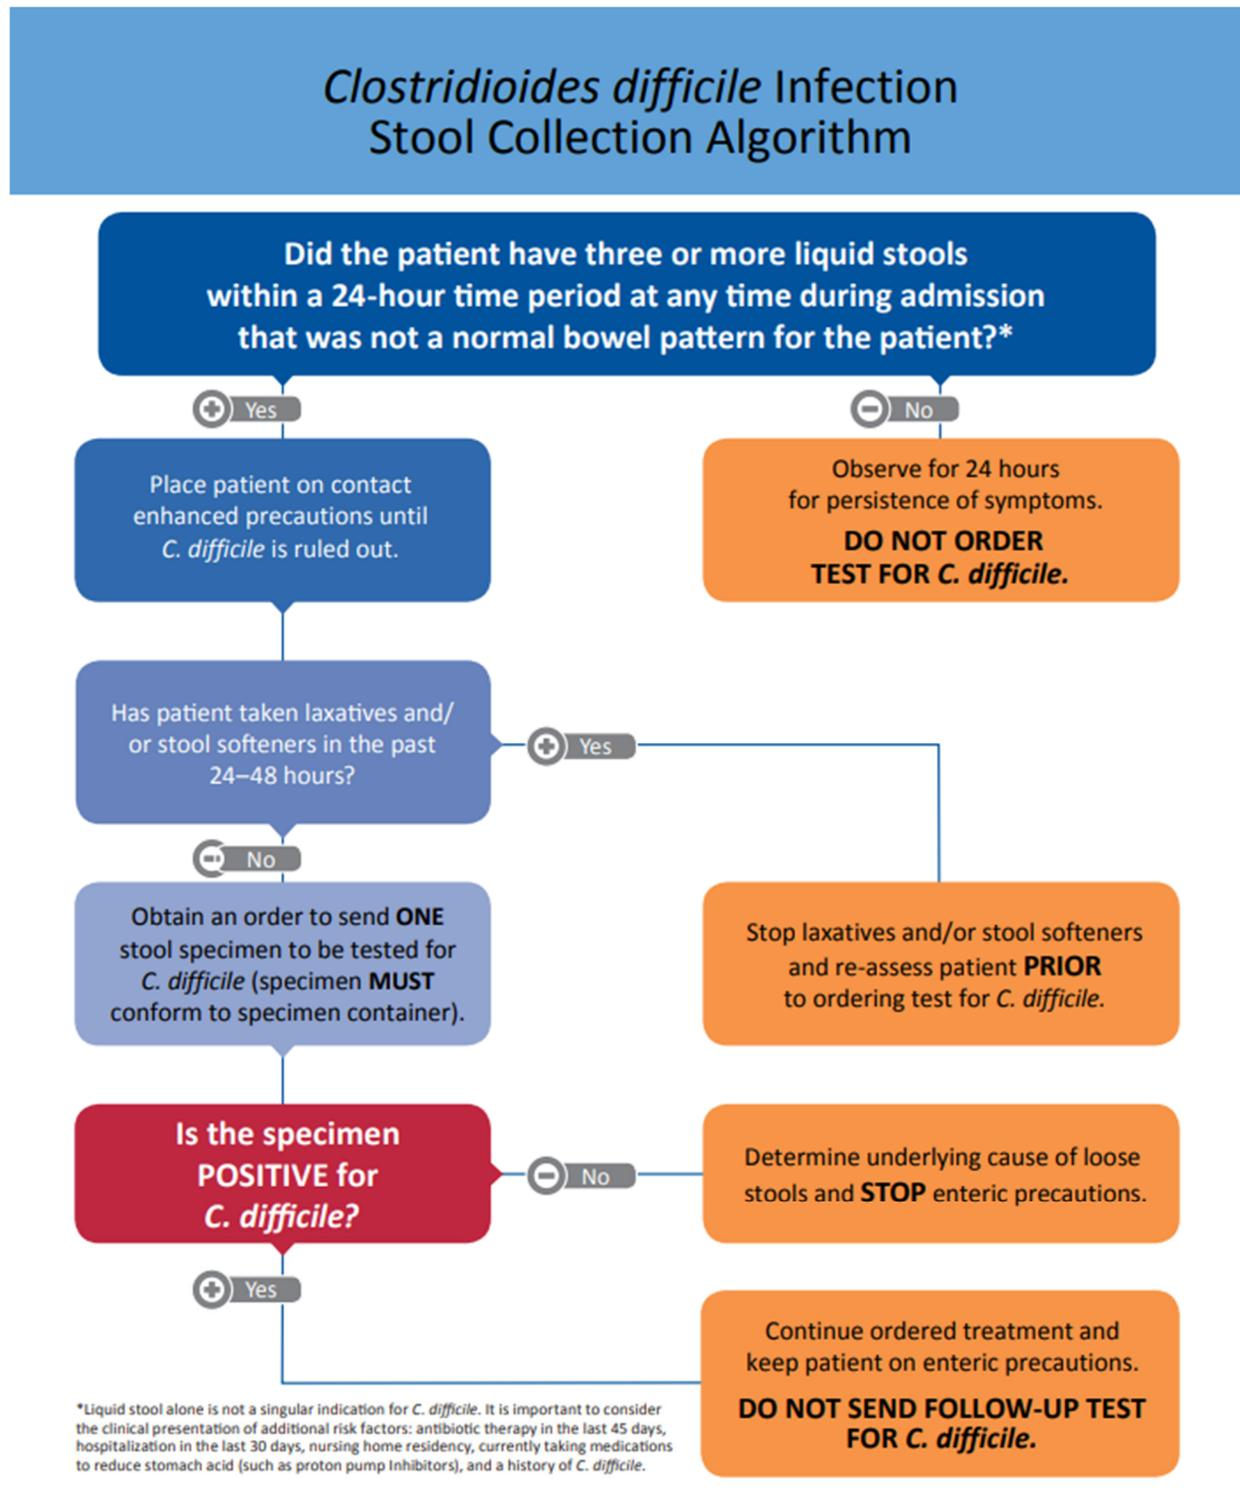 Clostridioides difficile Infection
Stool Collection Algorithm
Did the patient have three or more liquid stools
within a 24-hour time period at any time during admission
that was not a normal bowel pattern for the patient?*
Yes
No
Place patient on contact
enhanced precautions until
C. difficile is ruled out.
Observe for 24 hours
for persistence of symptoms.
DO NOT ORDER
TEST FOR C. difficile.
Has patient taken laxatives and/
or stool softeners in the past
24–48 hours?
Yes
No
Obtain an order to send ONE
stool specimen to be tested for
C. difficile (specimen MUST
conform to specimen container).
Stop laxatives and/or stool softeners
and re-assess patient PRIOR
to ordering test for C. difficile.
Is the specimen
POSITIVE for
C. difficile?
No
Determine underlying cause of loose
stools and STOP enteric precautions.
Yes
Continue ordered treatment and
keep patient on enteric precautions.
DO NOT SEND FOLLOW-UP TEST
FOR C. difficile.
*Liquid stool alone is not a singular indication for C. difficile. It is important to consider
the clinical presentation of additional risk factors: antibiotic therapy in the last 45 days,
hospitalization in the last 30 days, nursing home residency, currently taking medications
to reduce stomach acid (such as proton pump Inhibitors), and a history of C. difficile.